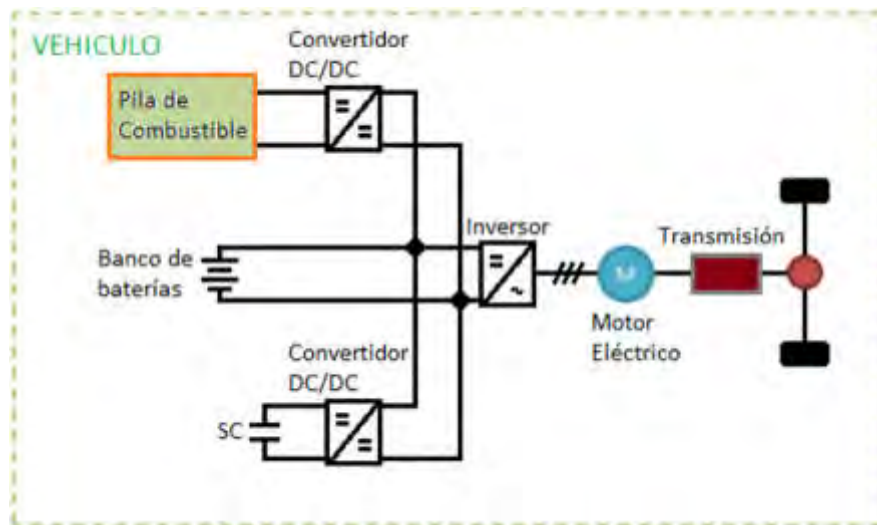 VEHICULO
Convertidor
DC/DC
Pila de
Combustible
Inversor
Transmisión
Banco de
baterías
Motor
Eléctrico
Convertidor
DC/DC
SC